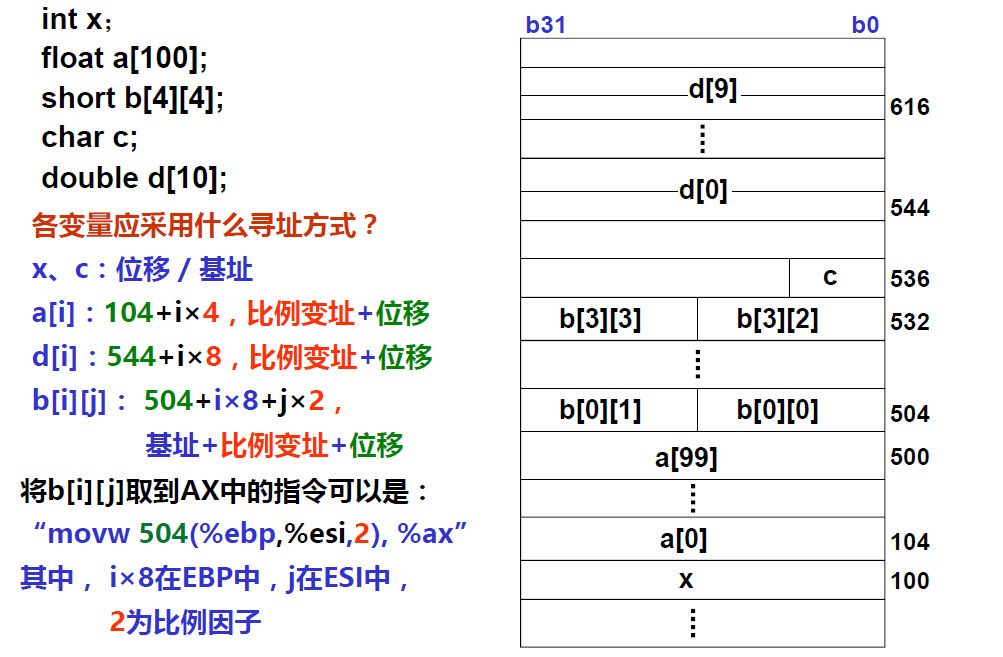 int x；
float a[100];
short b[4][4];
char c;
double d[10];
各变量应采用什么寻址方式？
x、c：位移 / 基址
a[i]：104+i×4，比例变址+位移
d[i]：544+i×8，比例变址+位移
b[i][j]： 504+i×8+j×2，
基址+比例变址+位移
将b[i][j]取到AX中的指令可以是：
“movw 504(%ebp,%esi,2), %ax”
其中， i×8在EBP中，j在ESI中，
2为比例因子
b31 b0
d[9]
616
d[0]
544
c 536
b[3][3] b[3][2] 532
b[0][1] b[0][0] 504
a[99] 500
a[0] 104
x 100